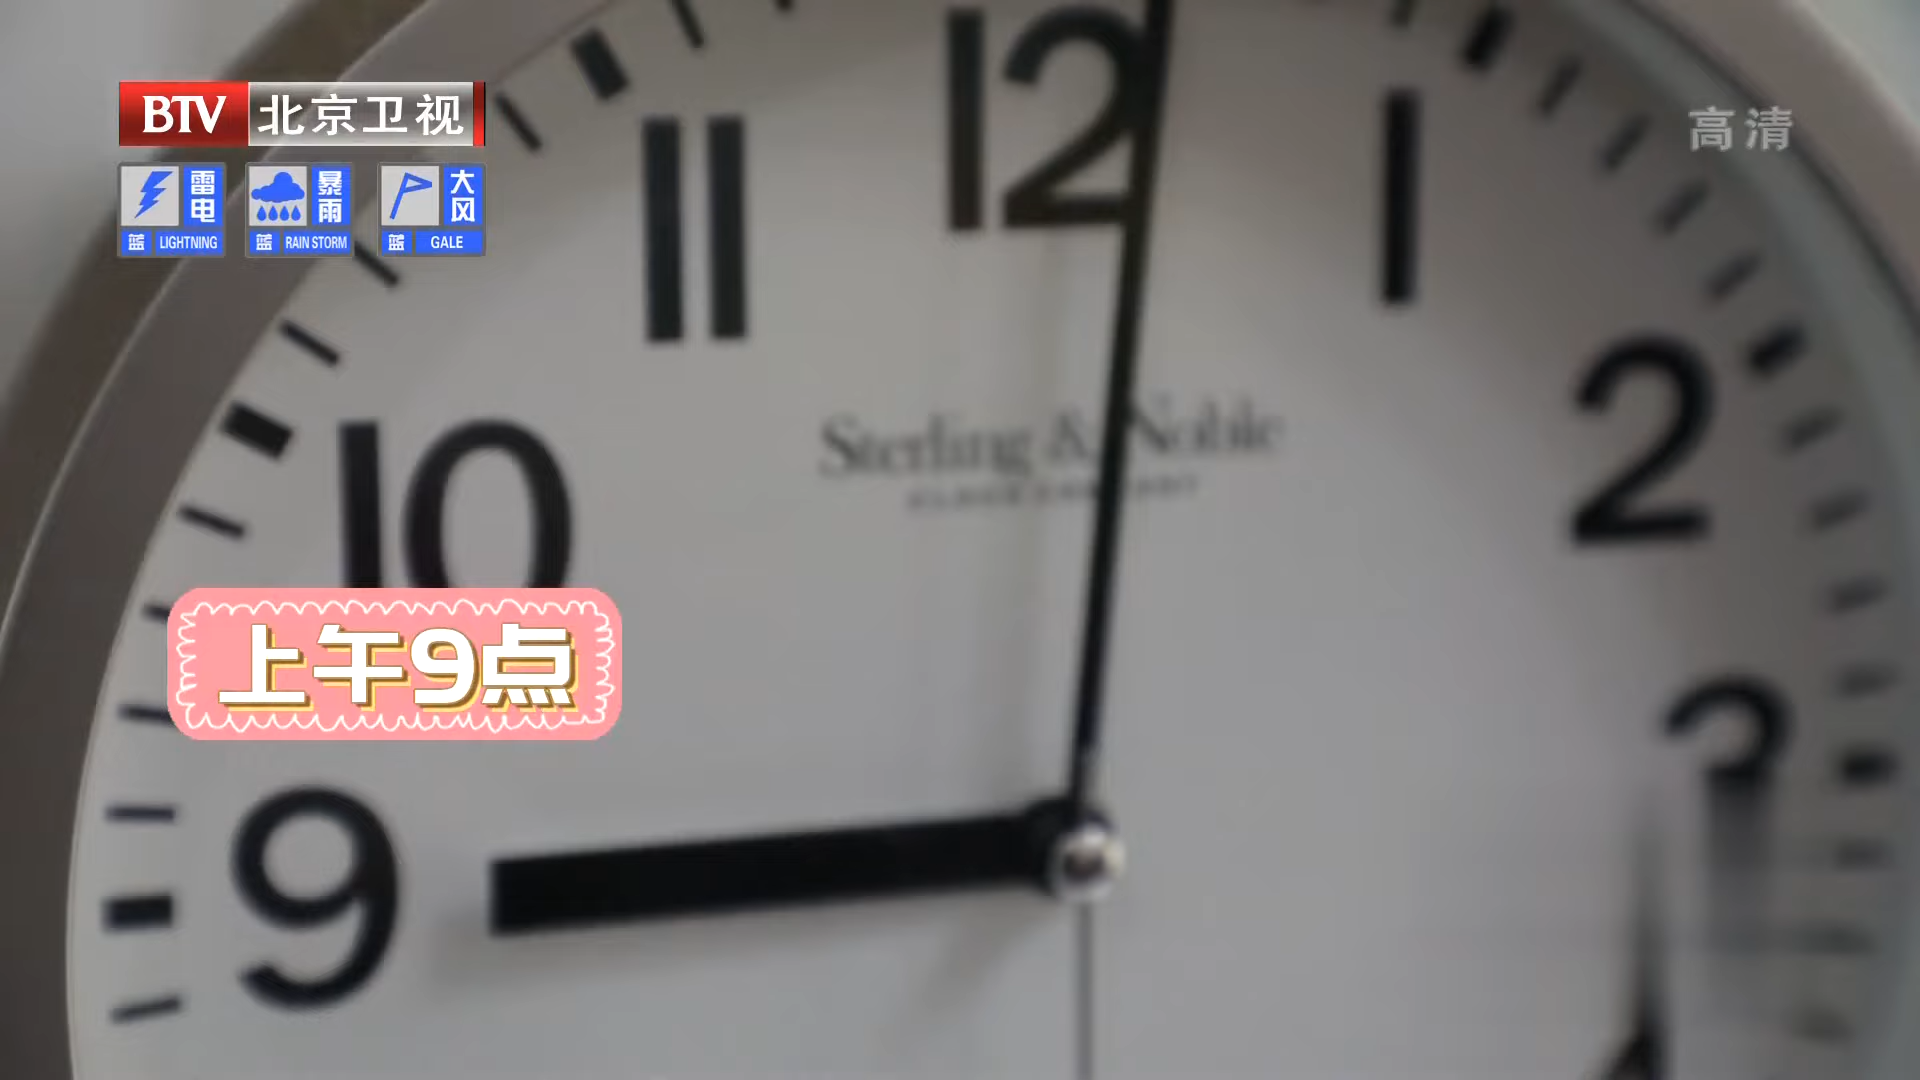 BTV 北京卫视
高清
雷电
蓝 LIGHTNING
暴雨
蓝 RAIN STORM
大风
蓝 GALE
12
11
1
2
10
Sterling & Noble
上午9点
3
9